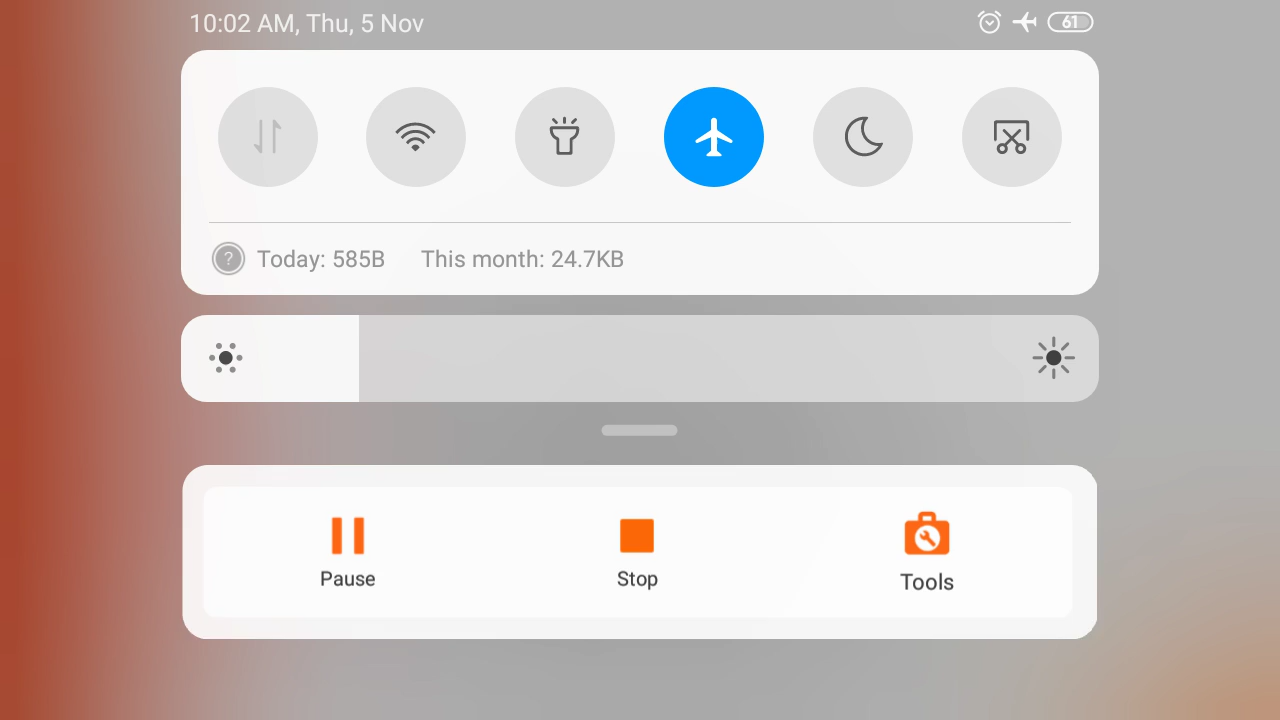 10:02 AM, Thu, 5 Nov 61
? Today: 585B This month: 24.7KB
Pause Stop Tools